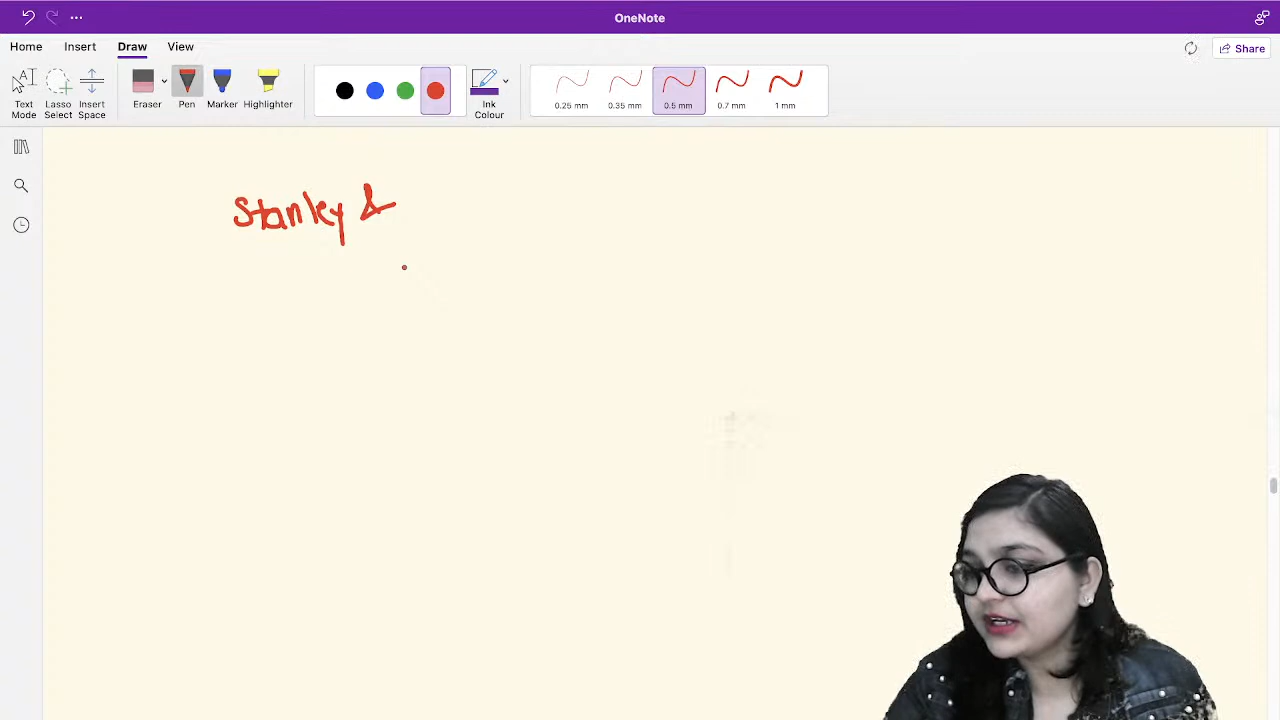 OneNote
Home Insert Draw View
Share
Text Mode
Lasso Select
Insert Space
Eraser
Pen
Marker
Highlighter
Ink Colour
0.25 mm
0.35 mm
0.5 mm
0.7 mm
1 mm
Stanley &